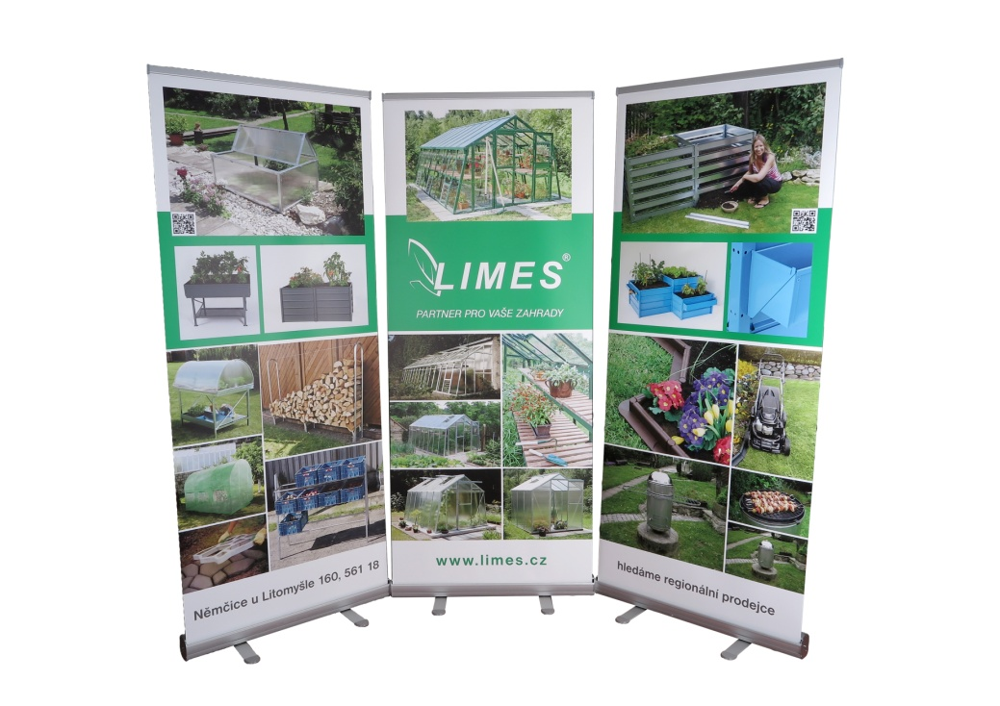 Němčice u Litomyšle 160, 561 18
LIMES®
PARTNER PRO VAŠE ZAHRADY
www.limes.cz
hledáme regionální prodejce